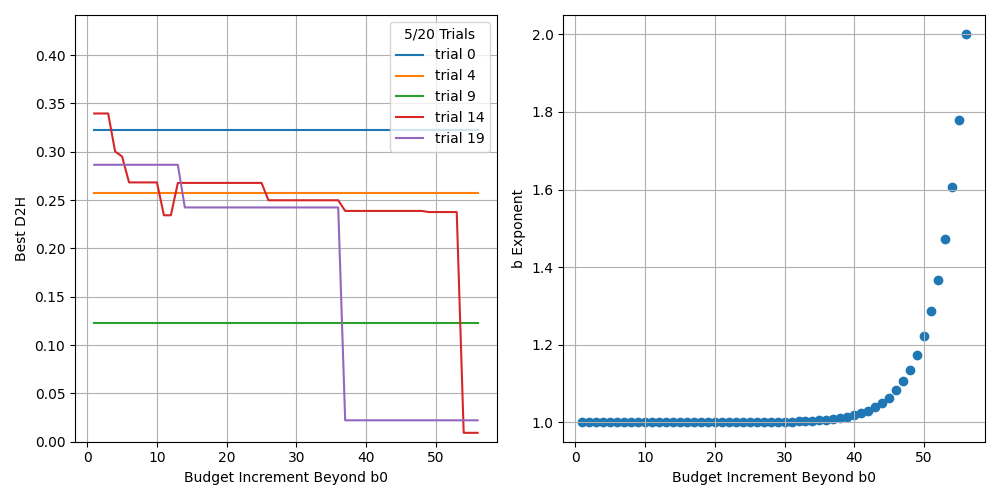 5/20 Trials
trial 0
trial 4
trial 9
trial 14
trial 19
Best D2H
0.40
0.35
0.30
0.25
0.20
0.15
0.10
0.05
0.00
0 10 20 30 40 50
Budget Increment Beyond b0
b Exponent
2.0
1.8
1.6
1.4
1.2
1.0
0 10 20 30 40 50
Budget Increment Beyond b0